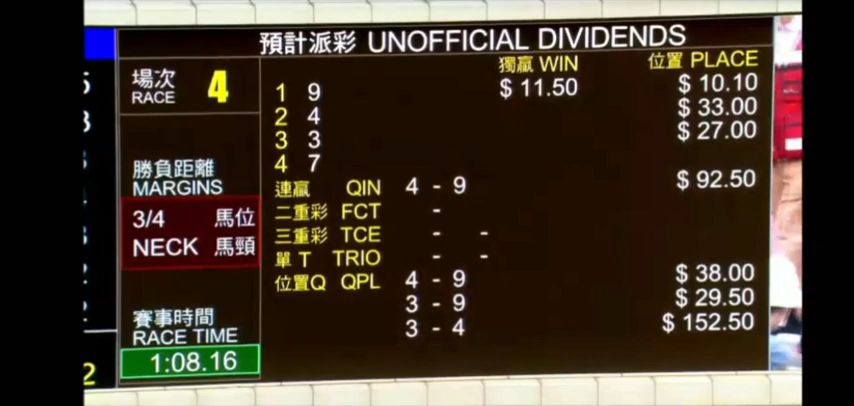 預計派彩 UNOFFICIAL DIVIDENDS
場次 RACE 4
獨贏 WIN 位置 PLACE
1 9 $ 11.50 $ 10.10
2 4 $ 33.00
3 3 $ 27.00
4 7
勝負距離
MARGINS
3/4 馬位
NECK 馬頸
連贏 QIN 4 - 9 $ 92.50
二重彩 FCT -
三重彩 TCE - -
單T TRIO - -
位置Q QPL 4 - 9 $ 38.00
3 - 9 $ 29.50
3 - 4 $ 152.50
賽事時間
RACE TIME
1:08.16
2